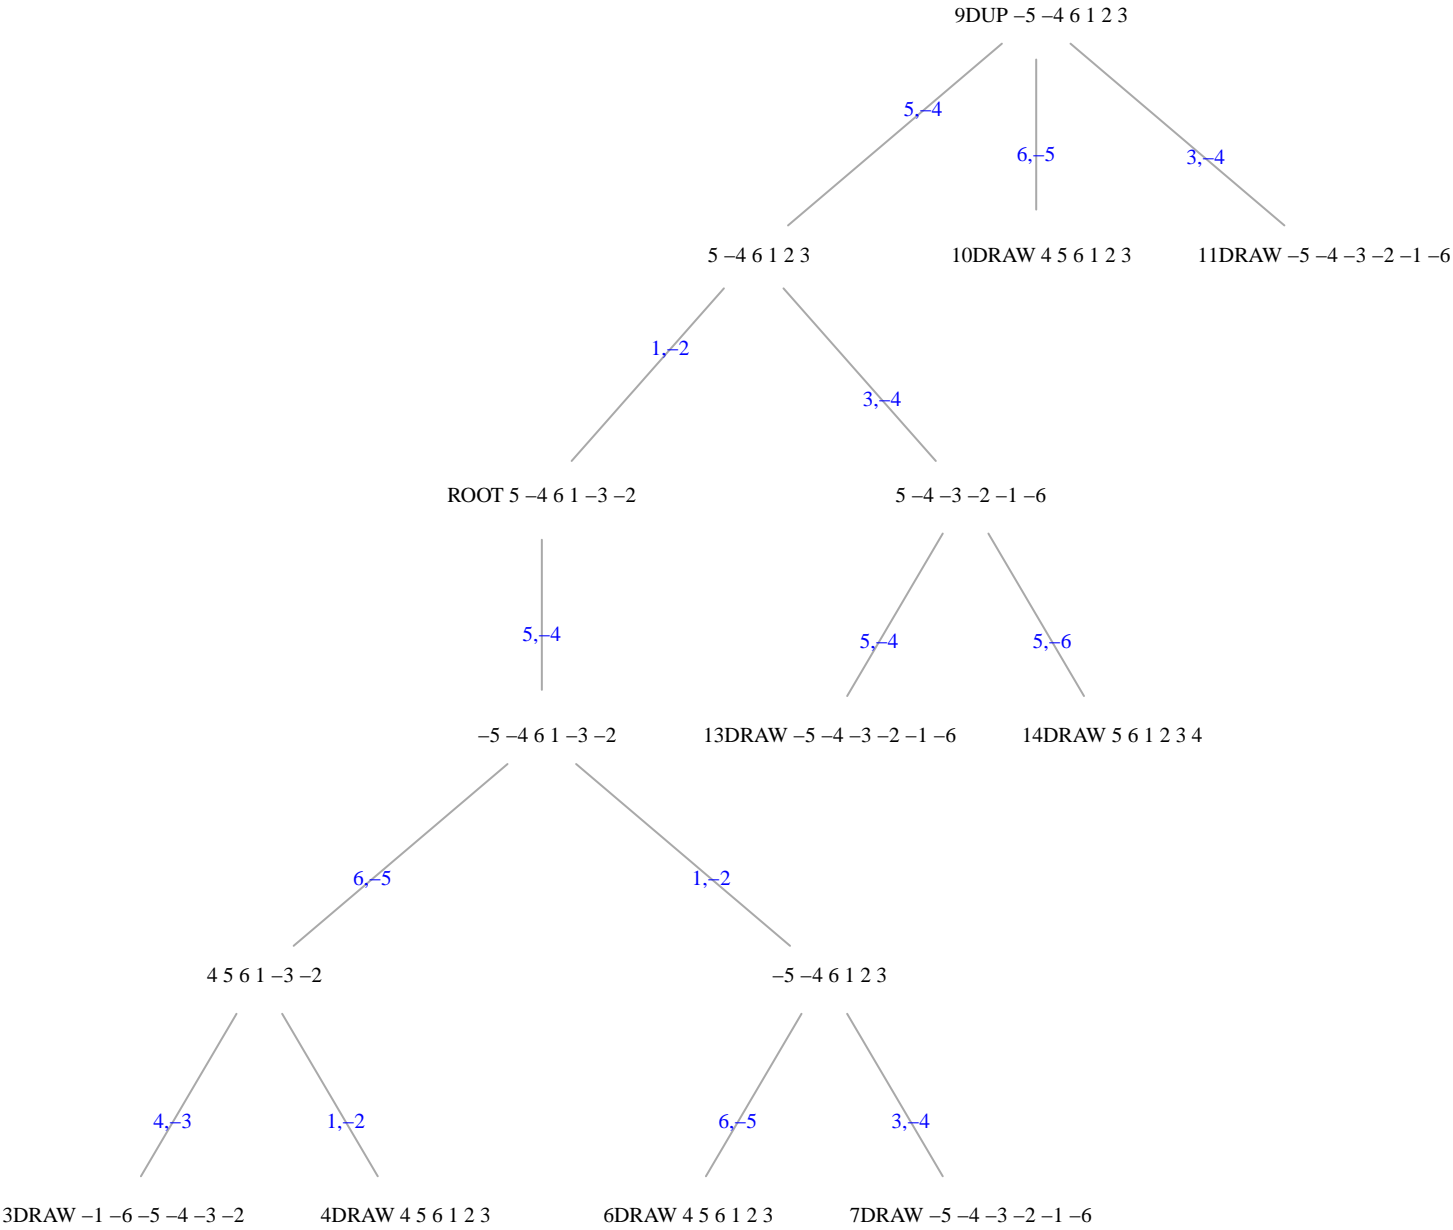 9DUP –5 –4 6 1 2 3
5,–4
6,–5
3,–4
5 –4 6 1 2 3
10DRAW 4 5 6 1 2 3
11DRAW –5 –4 –3 –2 –1 –6
1,–2
3,–4
ROOT 5 –4 6 1 –3 –2
5 –4 –3 –2 –1 –6
5,–4
5,–4
5,–6
–5 –4 6 1 –3 –2
13DRAW –5 –4 –3 –2 –1 –6
14DRAW 5 6 1 2 3 4
6,–5
1,–2
4 5 6 1 –3 –2
–5 –4 6 1 2 3
4,–3
1,–2
6,–5
3,–4
3DRAW –1 –6 –5 –4 –3 –2
4DRAW 4 5 6 1 2 3
6DRAW 4 5 6 1 2 3
7DRAW –5 –4 –3 –2 –1 –6